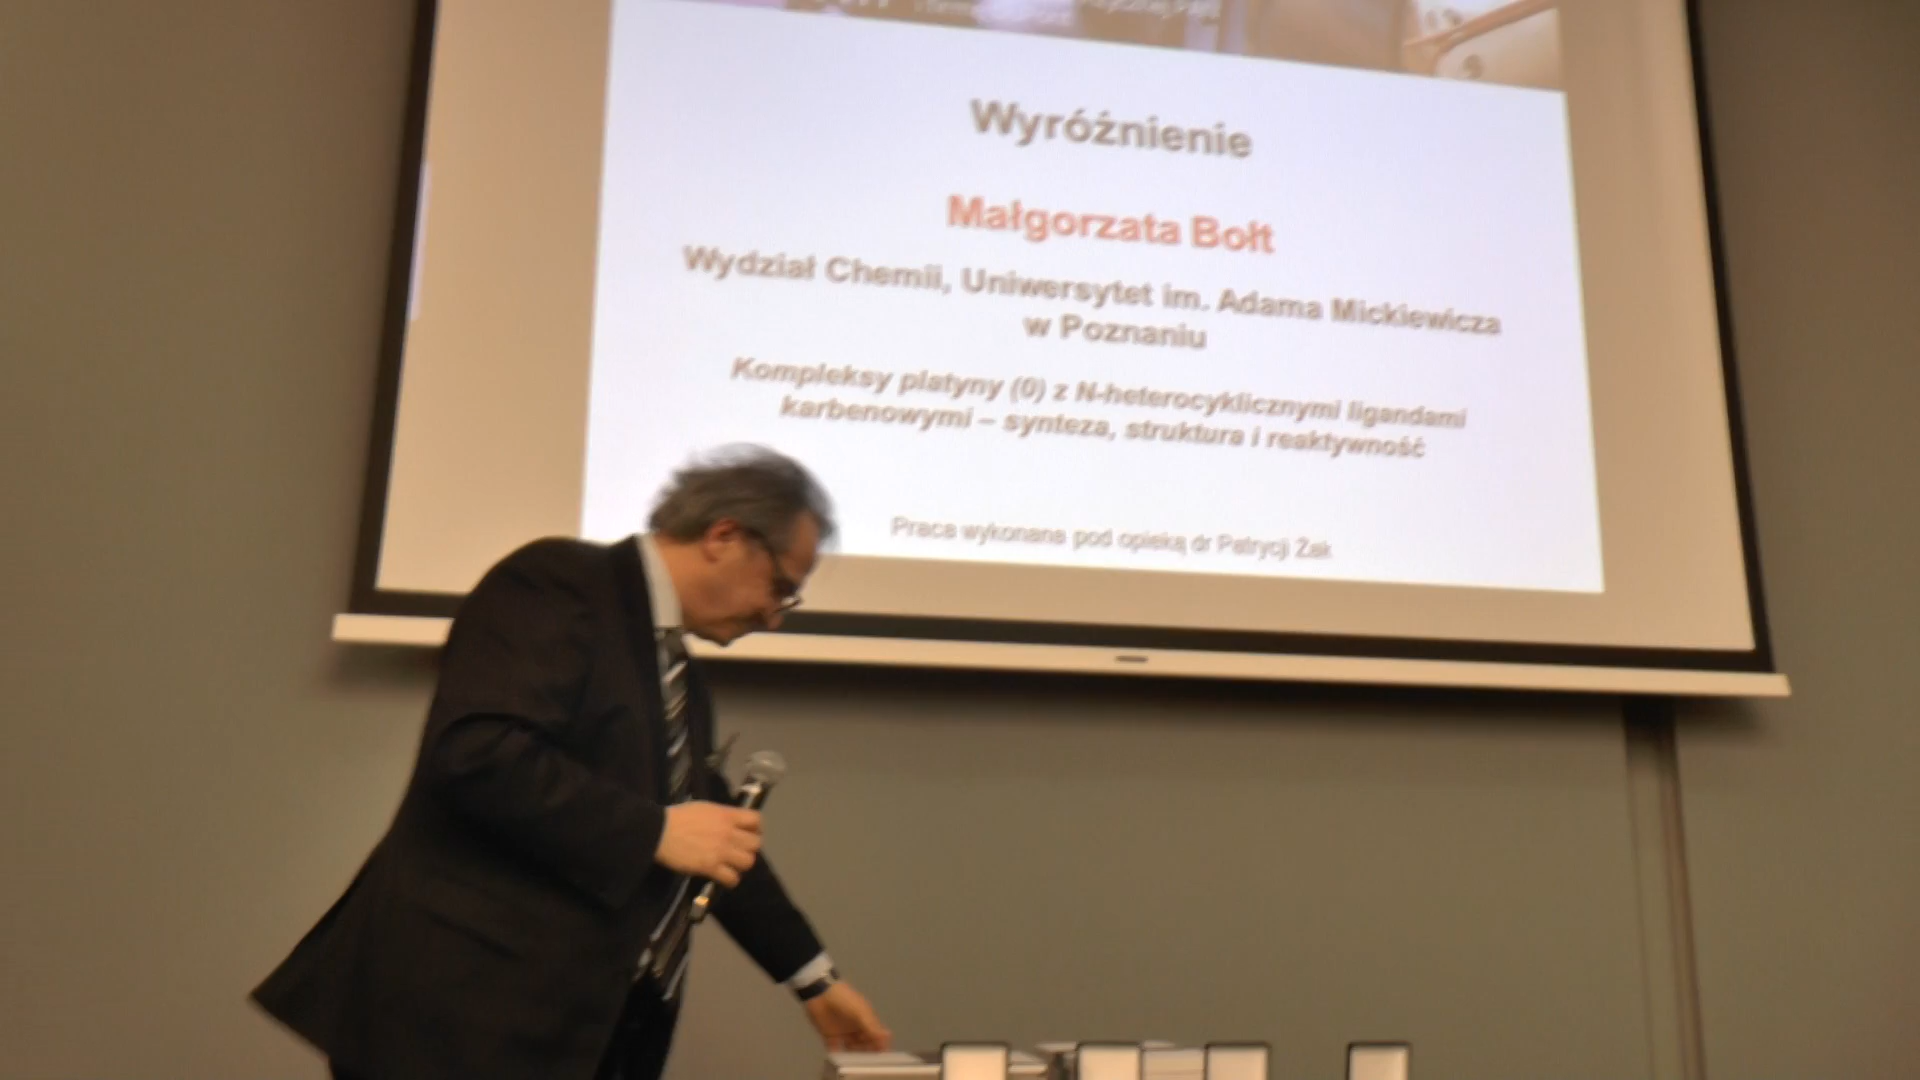 Wyróżnienie
Małgorzata Bołt
Wydział Chemii, Uniwersytet im. Adama Mickiewicza
w Poznaniu
Kompleksy platyny (0) z N-heterocyklicznymi ligandami
karbenowymi – synteza, struktura i reaktywność
Praca wykonana pod opieką dr Patrycji Żak